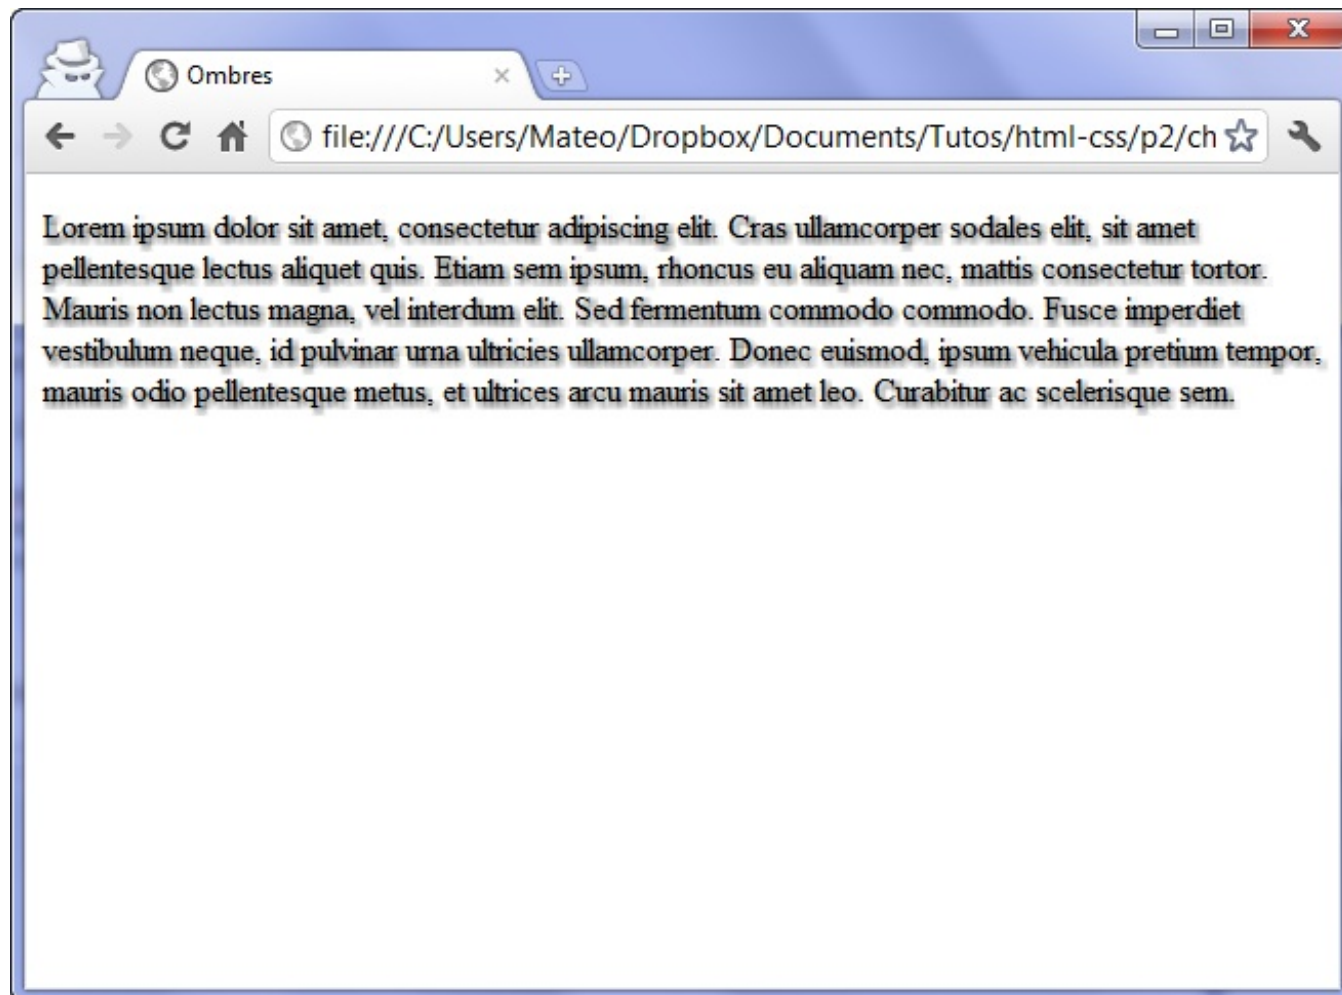 Ombres
file:///C:/Users/Mateo/Dropbox/Documents/Tutos/html-css/p2/ch
Lorem ipsum dolor sit amet, consectetur adipiscing elit. Cras ullamcorper sodales elit, sit amet
pellentesque lectus aliquet quis. Etiam sem ipsum, rhoncus eu aliquam nec, mattis consectetur tortor.
Mauris non lectus magna, vel interdum elit. Sed fermentum commodo commodo. Fusce imperdiet
vestibulum neque, id pulvinar urna ultricies ullamcorper. Donec euismod, ipsum vehicula pretium tempor,
mauris odio pellentesque metus, et ultrices arcu mauris sit amet leo. Curabitur ac scelerisque sem.